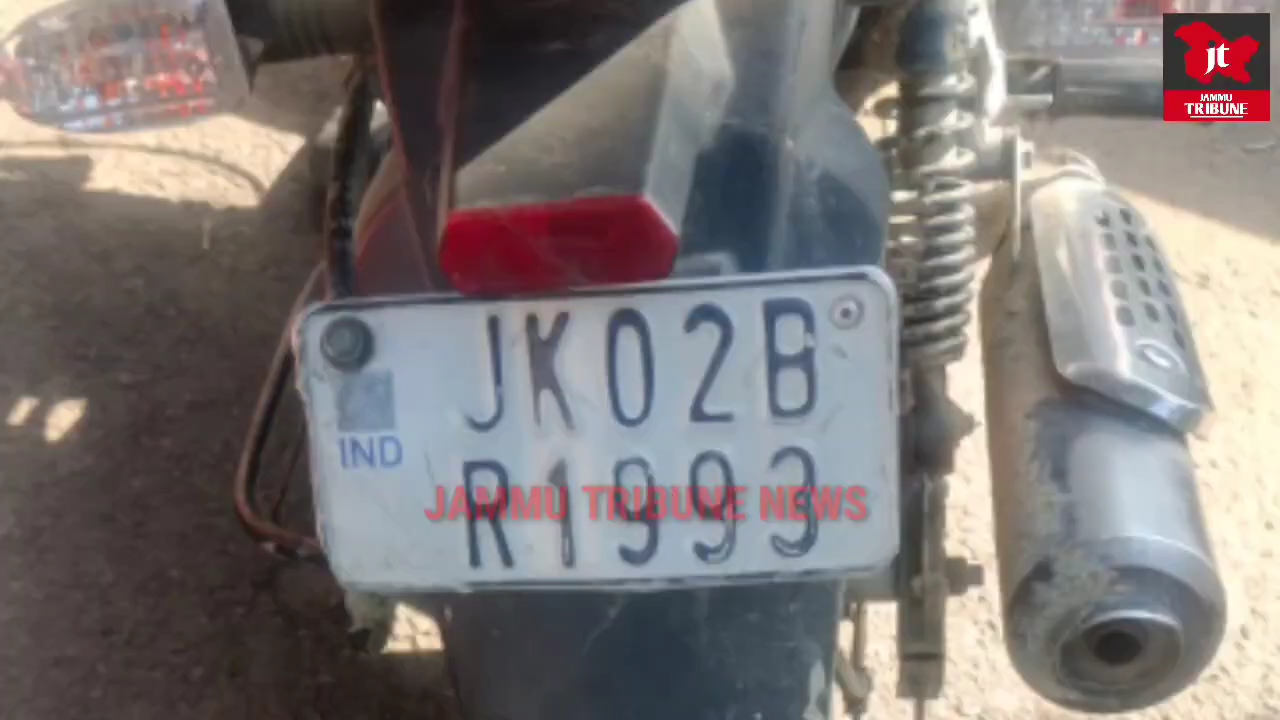 jt
JAMMU
TRIBUNE
JK02B
IND
R1993
JAMMU TRIBUNE NEWS